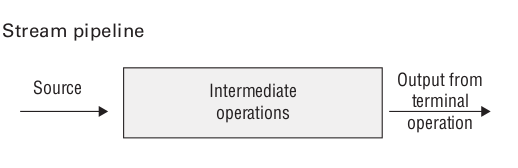 Stream pipeline
Source
Intermediate
operations
Output from
terminal
operation